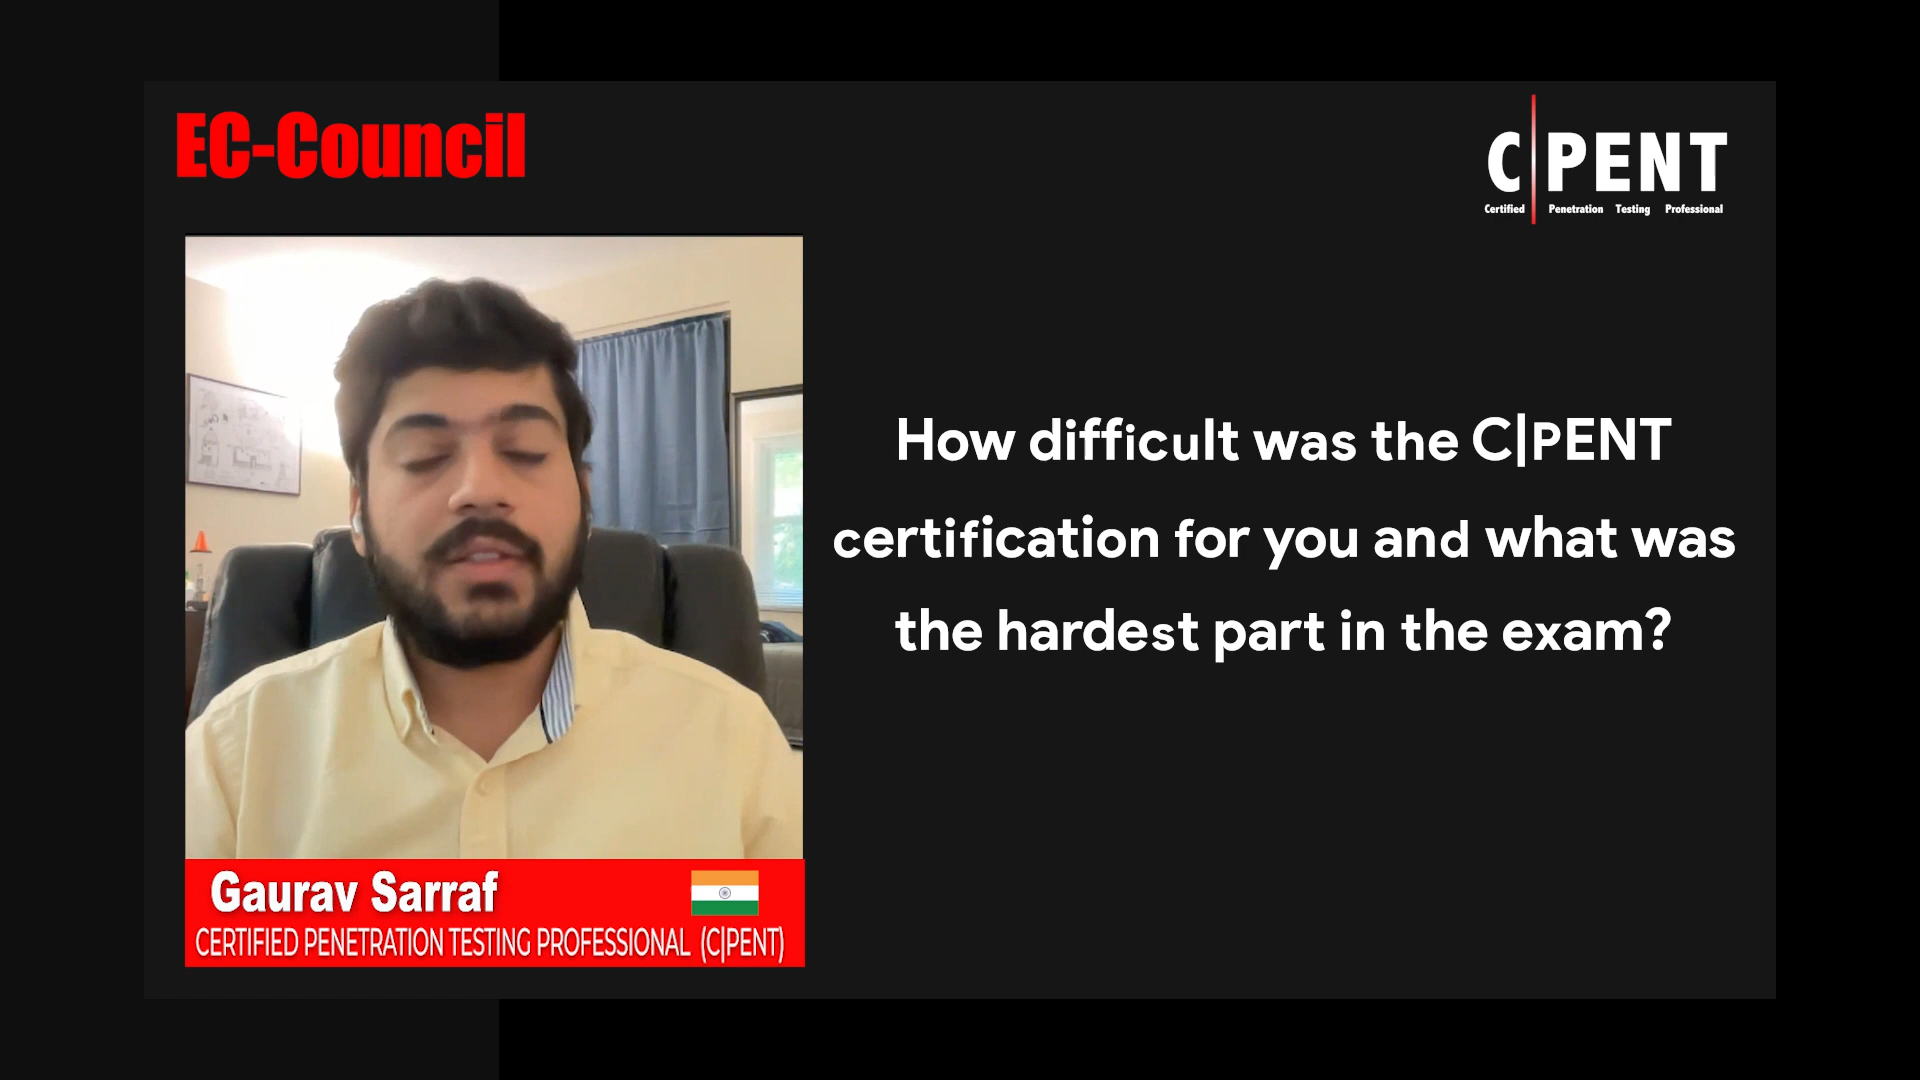 EC-Council
C|PENT
Certified Penetration Testing Professional
How difficult was the C|PENT
certification for you and what was
the hardest part in the exam?
Gaurav Sarraf
CERTIFIED PENETRATION TESTING PROFESSIONAL (C|PENT)